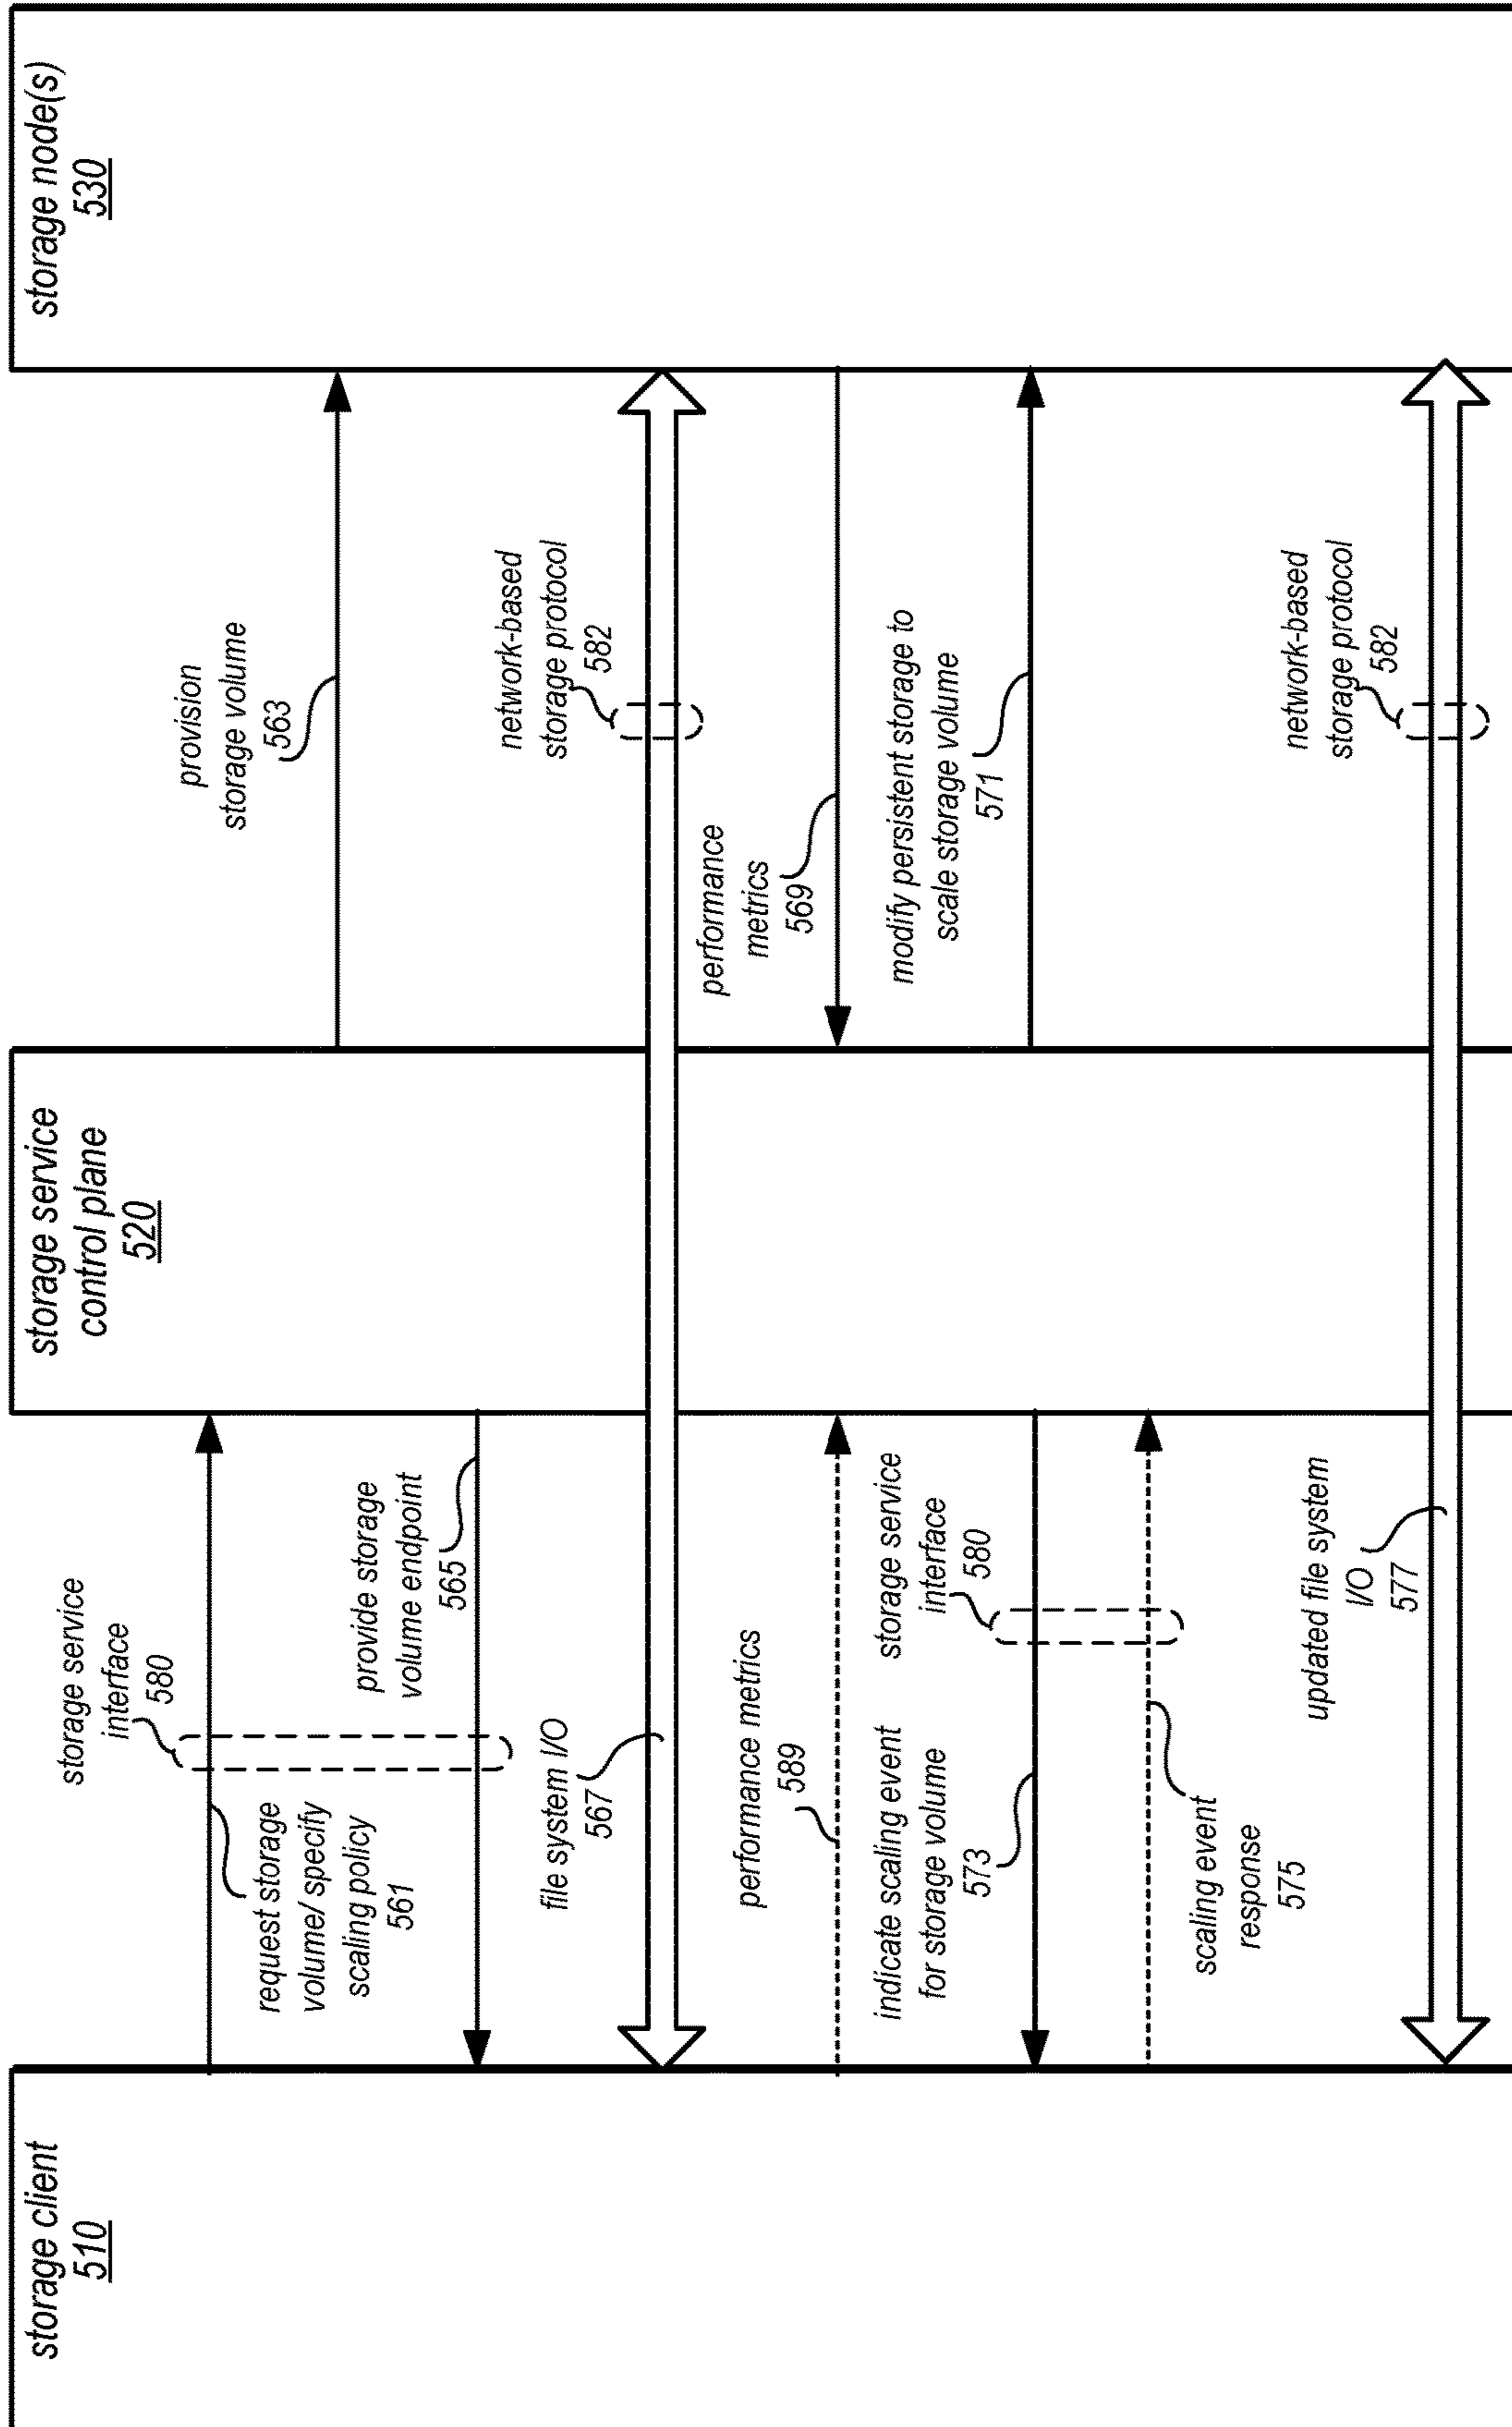 storage client
510
storage service
control plane
520
storage node(s)
530
storage service
interface
580
request storage
volume/ specify
scaling policy
561
provision
storage volume
563
provide storage
volume endpoint
565
file system I/O
567
network-based
storage protocol
582
performance metrics
589
performance
metrics
569
indicate scaling event
for storage volume
573
storage service
interface
580
modify persistent storage to
scale storage volume
571
scaling event
response
575
updated file system
I/O
577
network-based
storage protocol
582